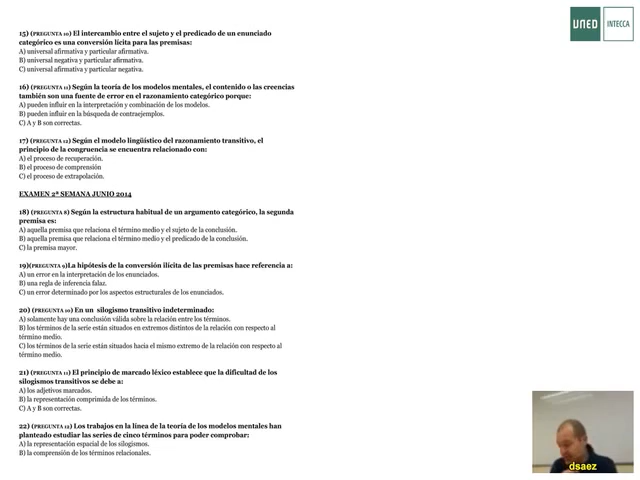 UNED
INTECCA
15) (PREGUNTA 10) El intercambio entre el sujeto y el predicado de un enunciado
categórico es una conversión lícita para las premisas:
A) universal afirmativa y particular afirmativa.
B) universal negativa y particular afirmativa.
C) universal afirmativa y particular negativa.
16) (PREGUNTA 11) Según la teoría de los modelos mentales, el contenido o las creencias
también son una fuente de error en el razonamiento categórico porque:
A) pueden influir en la interpretación y combinación de los modelos.
B) pueden influir en la búsqueda de contraejemplos.
C) A y B son correctas.
17) (PREGUNTA 12) Según el modelo lingüístico del razonamiento transitivo, el
principio de la congruencia se encuentra relacionado con:
A) el proceso de recuperación.
B) el proceso de comprensión
C) el proceso de extrapolación.
EXAMEN 2ª SEMANA JUNIO 2014
18) (PREGUNTA 8) Según la estructura habitual de un argumento categórico, la segunda
premisa es:
A) aquella premisa que relaciona el término medio y el sujeto de la conclusión.
B) aquella premisa que relaciona el término medio y el predicado de la conclusión.
C) la premisa mayor.
19)(PREGUNTA 9)La hipótesis de la conversión ilícita de las premisas hace referencia a:
A) un error en la interpretación de los enunciados.
B) una regla de inferencia falaz.
C) un error determinado por los aspectos estructurales de los enunciados.
20) (PREGUNTA 10) En un silogismo transitivo indeterminado:
A) solamente hay una conclusión válida sobre la relación entre los términos.
B) los términos de la serie están situados en extremos distintos de la relación con respecto al
término medio.
C) los términos de la serie están situados hacia el mismo extremo de la relación con respecto al
término medio.
21) (PREGUNTA 11) El principio de marcado léxico establece que la dificultad de los
silogismos transitivos se debe a:
A) los adjetivos marcados.
B) la representación comprimida de los términos.
C) A y B son correctas.
22) (PREGUNTA 12) Los trabajos en la línea de la teoría de los modelos mentales han
planteado estudiar las series de cinco términos para poder comprobar:
A) la representación espacial de los silogismos.
B) la comprensión de los términos relacionales.
dsaez